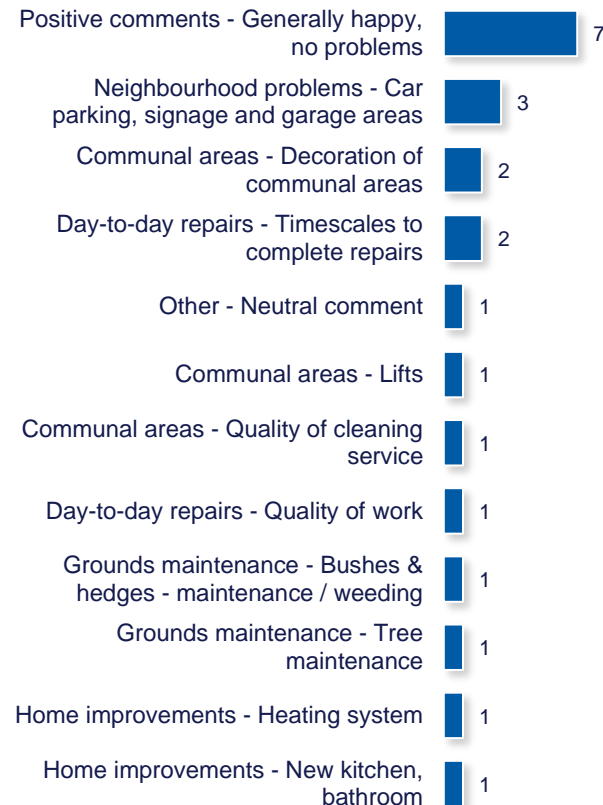 Positive comments - Generally happy,
no problems
7
Neighbourhood problems - Car
parking, signage and garage areas
3
Communal areas - Decoration of
communal areas
2
Day-to-day repairs - Timescales to
complete repairs
2
Other - Neutral comment
1
Communal areas - Lifts
1
Communal areas - Quality of cleaning
service
1
Day-to-day repairs - Quality of work
1
Grounds maintenance - Bushes &
hedges - maintenance / weeding
1
Grounds maintenance - Tree
maintenance
1
Home improvements - Heating system
1
Home improvements - New kitchen,
bathroom
1